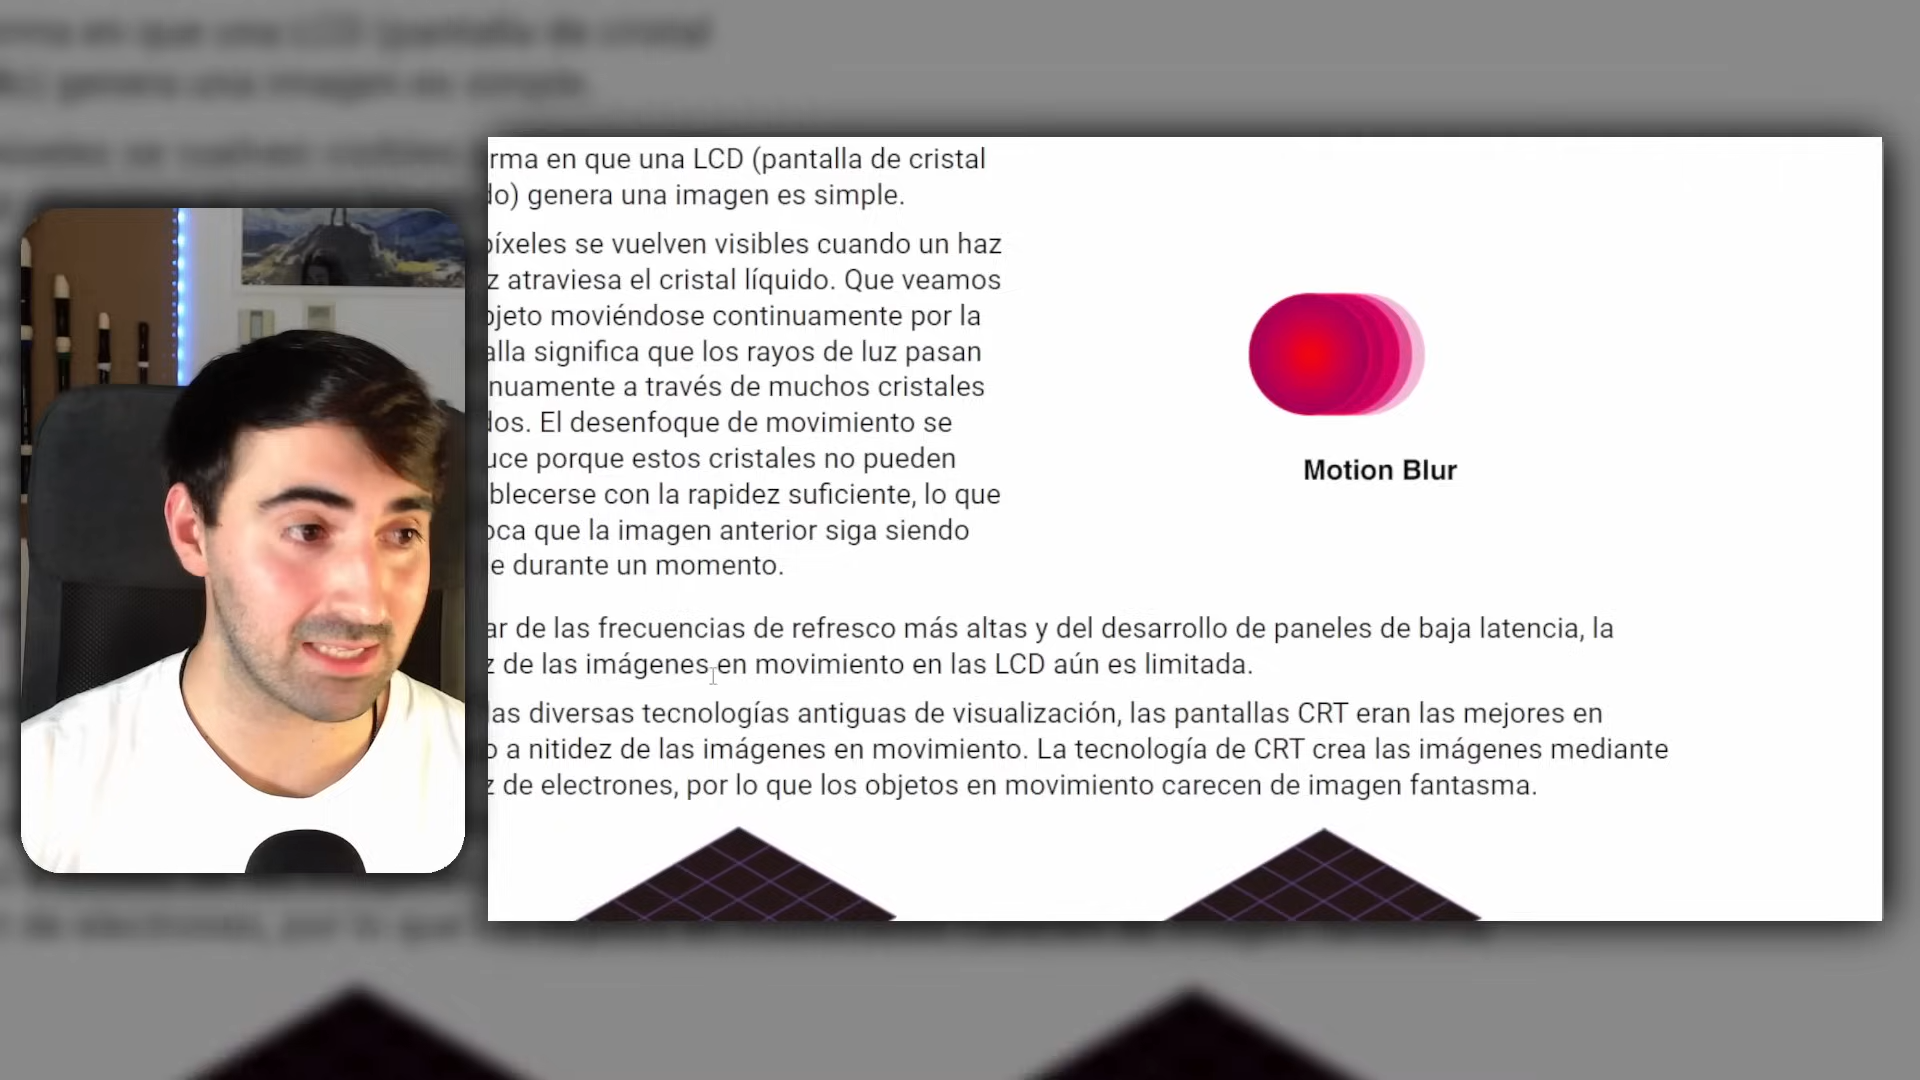 rma en que una LCD (pantalla de cristal
do) genera una imagen es simple.
píxeles se vuelven visibles cuando un haz
z atraviesa el cristal líquido. Que veamos
bjeto moviéndose continuamente por la
alla significa que los rayos de luz pasan
nuamente a través de muchos cristales
dos. El desenfoque de movimiento se
uce porque estos cristales no pueden
blecerse con la rapidez suficiente, lo que
oca que la imagen anterior siga siendo
e durante un momento.
Motion Blur
ar de las frecuencias de refresco más altas y del desarrollo de paneles de baja latencia, la
z de las imágenes en movimiento en las LCD aún es limitada.
las diversas tecnologías antiguas de visualización, las pantallas CRT eran las mejores en
o a nitidez de las imágenes en movimiento. La tecnología de CRT crea las imágenes mediante
z de electrones, por lo que los objetos en movimiento carecen de imagen fantasma.